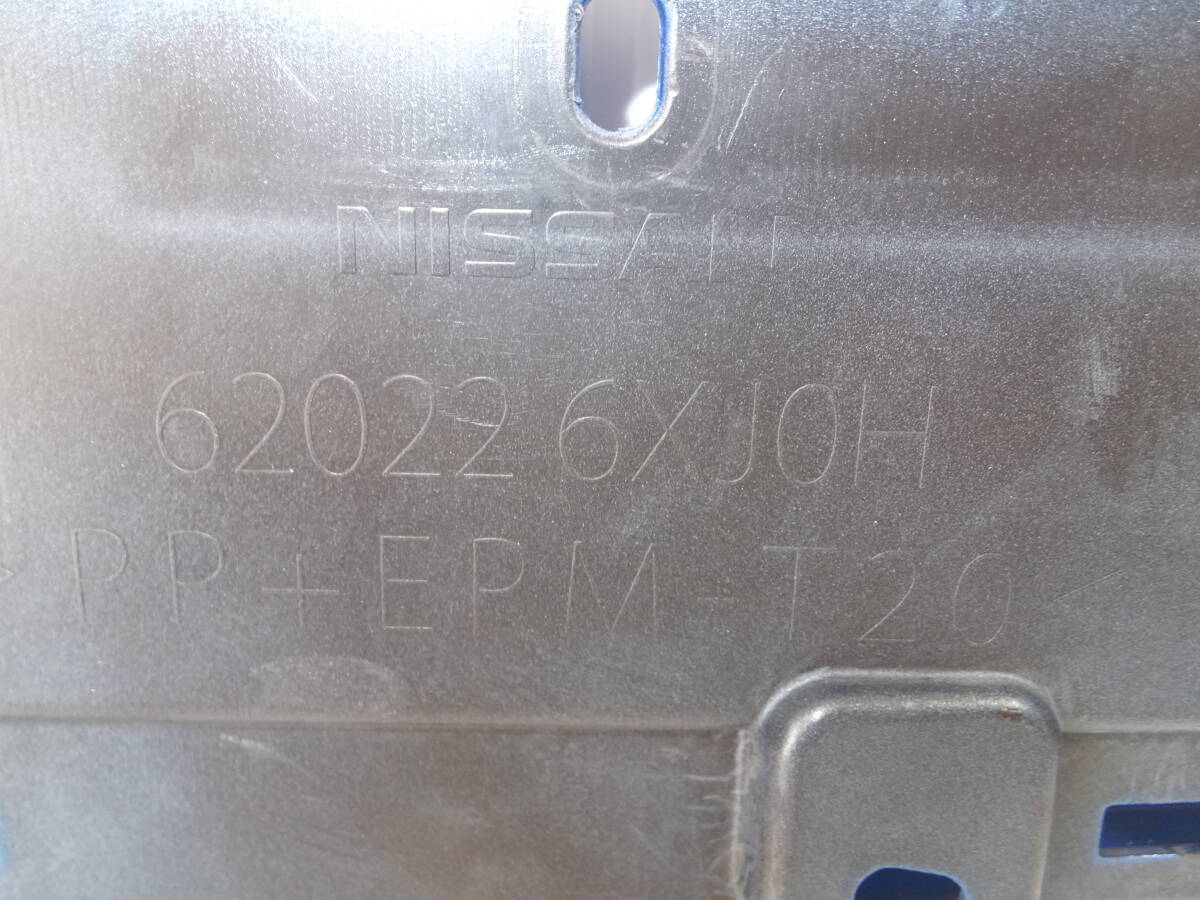 NISSAN
62022 6XJ0H
>PP+EPM-T20<